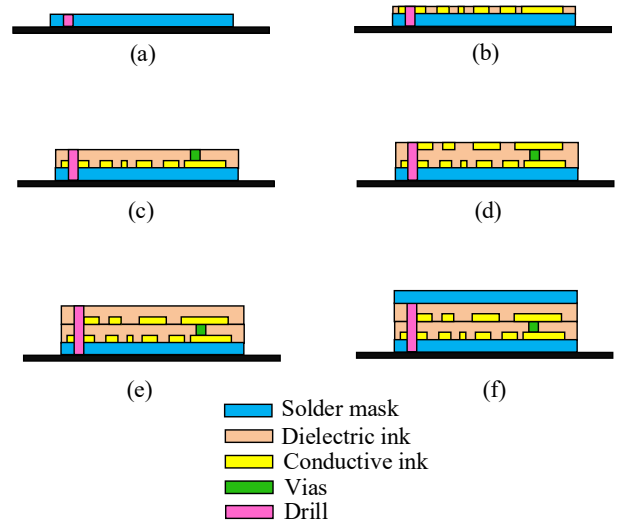 (a)
(b)
(c)
(d)
(e)
(f)
Solder mask
Dielectric ink
Conductive ink
Vias
Drill